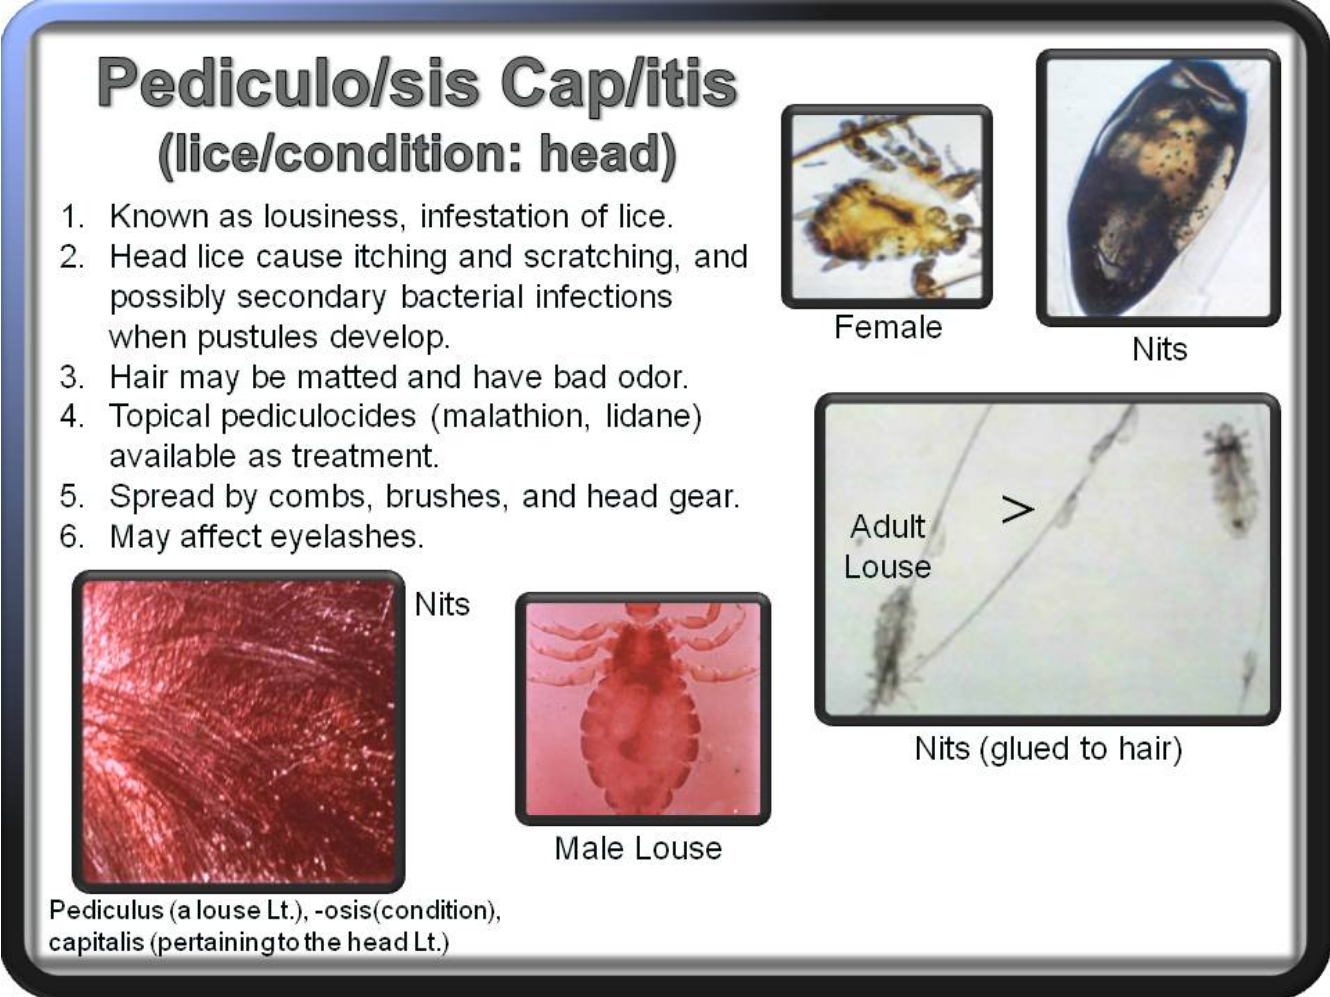 Pediculo/sis Cap/itis
(lice/condition: head)
1. Known as lousiness, infestation of lice.
2. Head lice cause itching and scratching, and
possibly secondary bacterial infections
when pustules develop.
3. Hair may be matted and have bad odor.
4. Topical pediculocides (malathion, lidane)
available as treatment.
5. Spread by combs, brushes, and head gear.
6. May affect eyelashes.
Female
Nits
Adult
Louse
>
Nits (glued to hair)
Nits
Male Louse
Pediculus (a louse Lt.), -osis(condition),
capitalis (pertaining to the head Lt.)